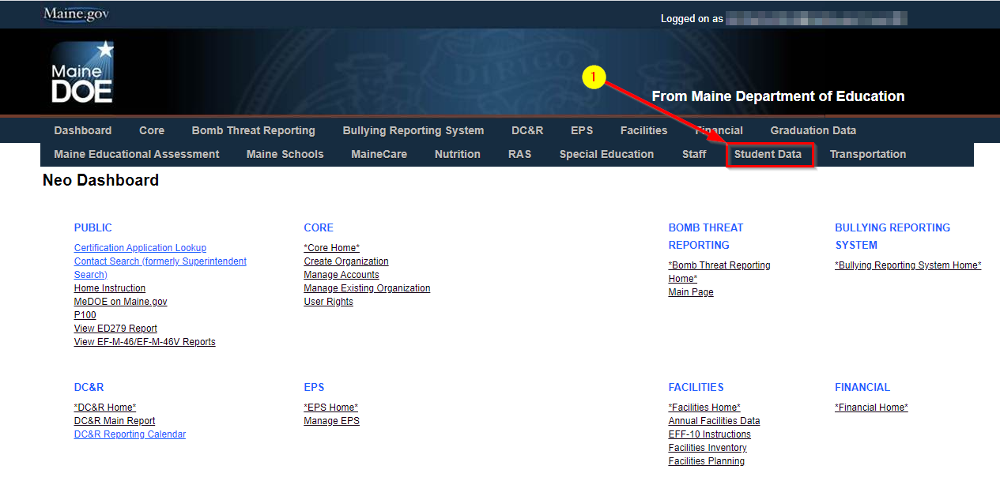 Maine.gov
Logged on as
Maine
DOE
DIRIGO
1
From Maine Department of Education
Dashboard Core Bomb Threat Reporting Bullying Reporting System DC&R EPS Facilities Financial Graduation Data
Maine Educational Assessment Maine Schools MaineCare Nutrition RAS Special Education Staff Student Data Transportation
Neo Dashboard
PUBLIC
Certification Application Lookup
Contact Search (formerly Superintendent
Search)
Home Instruction
MeDOE on Maine.gov
P100
View ED279 Report
View EF-M-46/EF-M-46V Reports
CORE
*Core Home*
Create Organization
Manage Accounts
Manage Existing Organization
User Rights
BOMB THREAT
REPORTING
*Bomb Threat Reporting
Home*
Main Page
BULLYING REPORTING
SYSTEM
*Bullying Reporting System Home*
DC&R
*DC&R Home*
DC&R Main Report
DC&R Reporting Calendar
EPS
*EPS Home*
Manage EPS
FACILITIES
*Facilities Home*
Annual Facilities Data
EFF-10 Instructions
Facilities Inventory
Facilities Planning
FINANCIAL
*Financial Home*